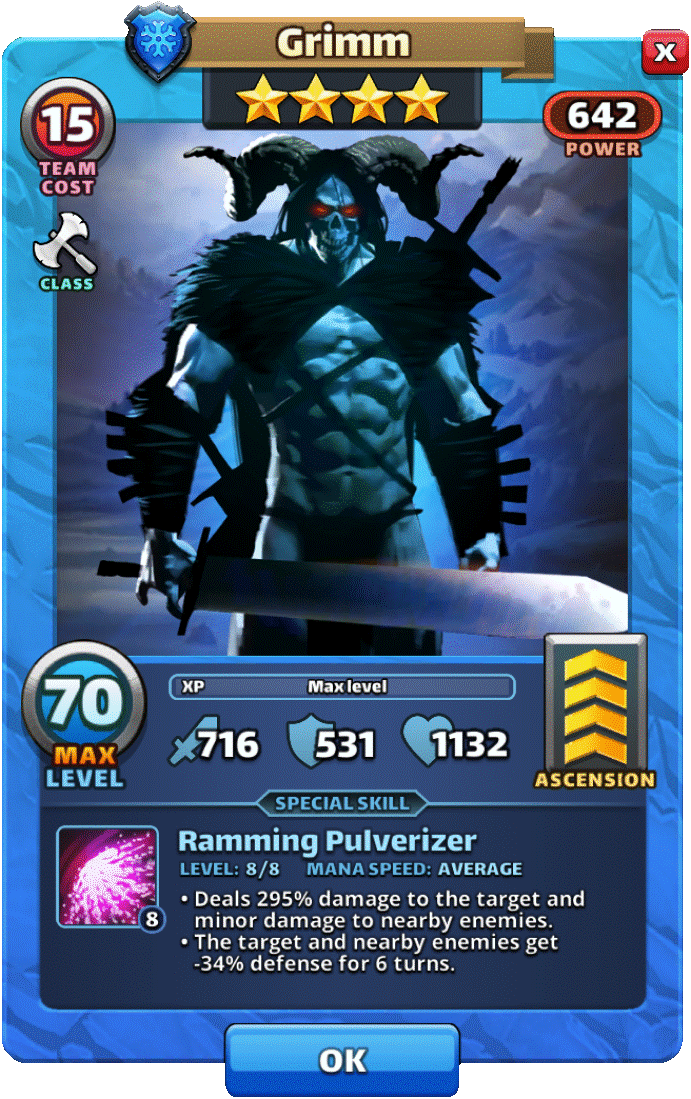 Grimm
X
15
TEAM
COST
642
POWER
CLASS
70
MAX
LEVEL
XP Max level
716 531 1132
ASCENSION
SPECIAL SKILL
Ramming Pulverizer
LEVEL: 8/8 MANA SPEED: AVERAGE
8
• Deals 295% damage to the target and
minor damage to nearby enemies.
• The target and nearby enemies get
-34% defense for 6 turns.
OK